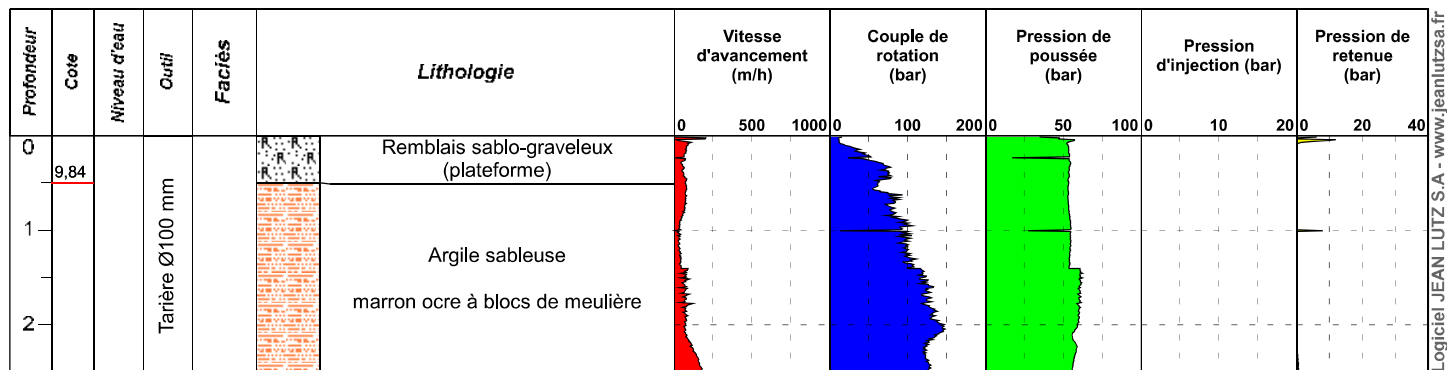 Profondeur
Cote
Niveau d'eau
Outil
Faciès
Lithologie
Vitesse
d'avancement
(m/h)
0 500 1000
Couple de
rotation
(bar)
0 100 200
Pression de
poussée
(bar)
0 50 100
Pression
d'injection (bar)
0 10 20
Pression de
retenue
(bar)
0 20 40
0
9,84
1
2
Tarière Ø100 mm
R R
R
R R
Remblais sablo-graveleux
(plateforme)
Argile sableuse
marron ocre à blocs de meulière
Logiciel JEAN LUTZ S.A - www.jeanlutzsa.fr